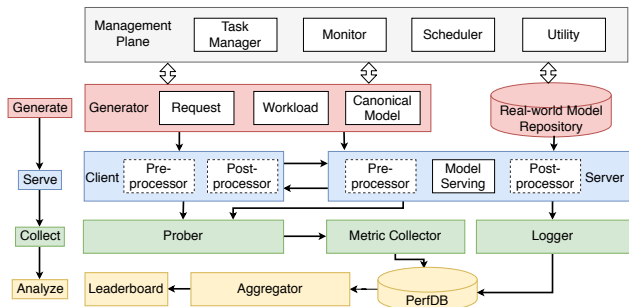 Management
Plane
Task
Manager
Monitor
Scheduler
Utility
Generate
Generator
Request
Workload
Canonical
Model
Real-world Model
Repository
Serve
Client
Pre-
processor
Post-
processor
Pre-
processor
Model
Serving
Post-
processor
Server
Collect
Prober
Metric Collector
Logger
Analyze
Leaderboard
Aggregator
PerfDB